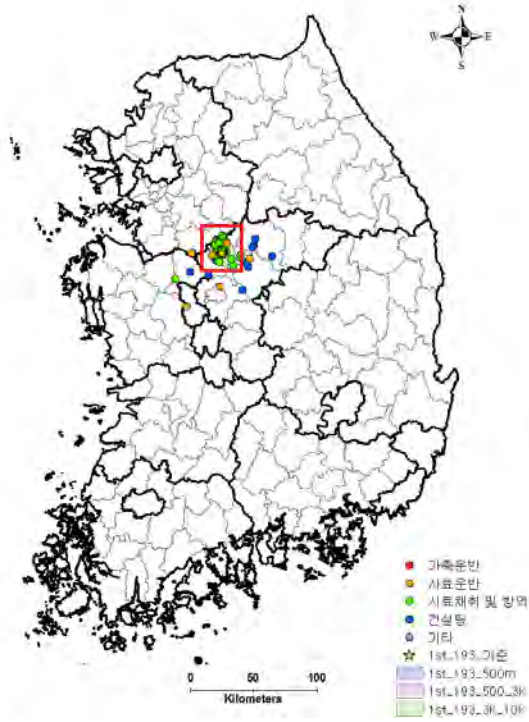 N
W E
S
가축운반
사료운반
시료채취 및 방역
컨설팅
기타
1st_193_기준
1st_193_500m
1st_193_500_3k
1st_193_3k_10k
0 50 100
Kilometers